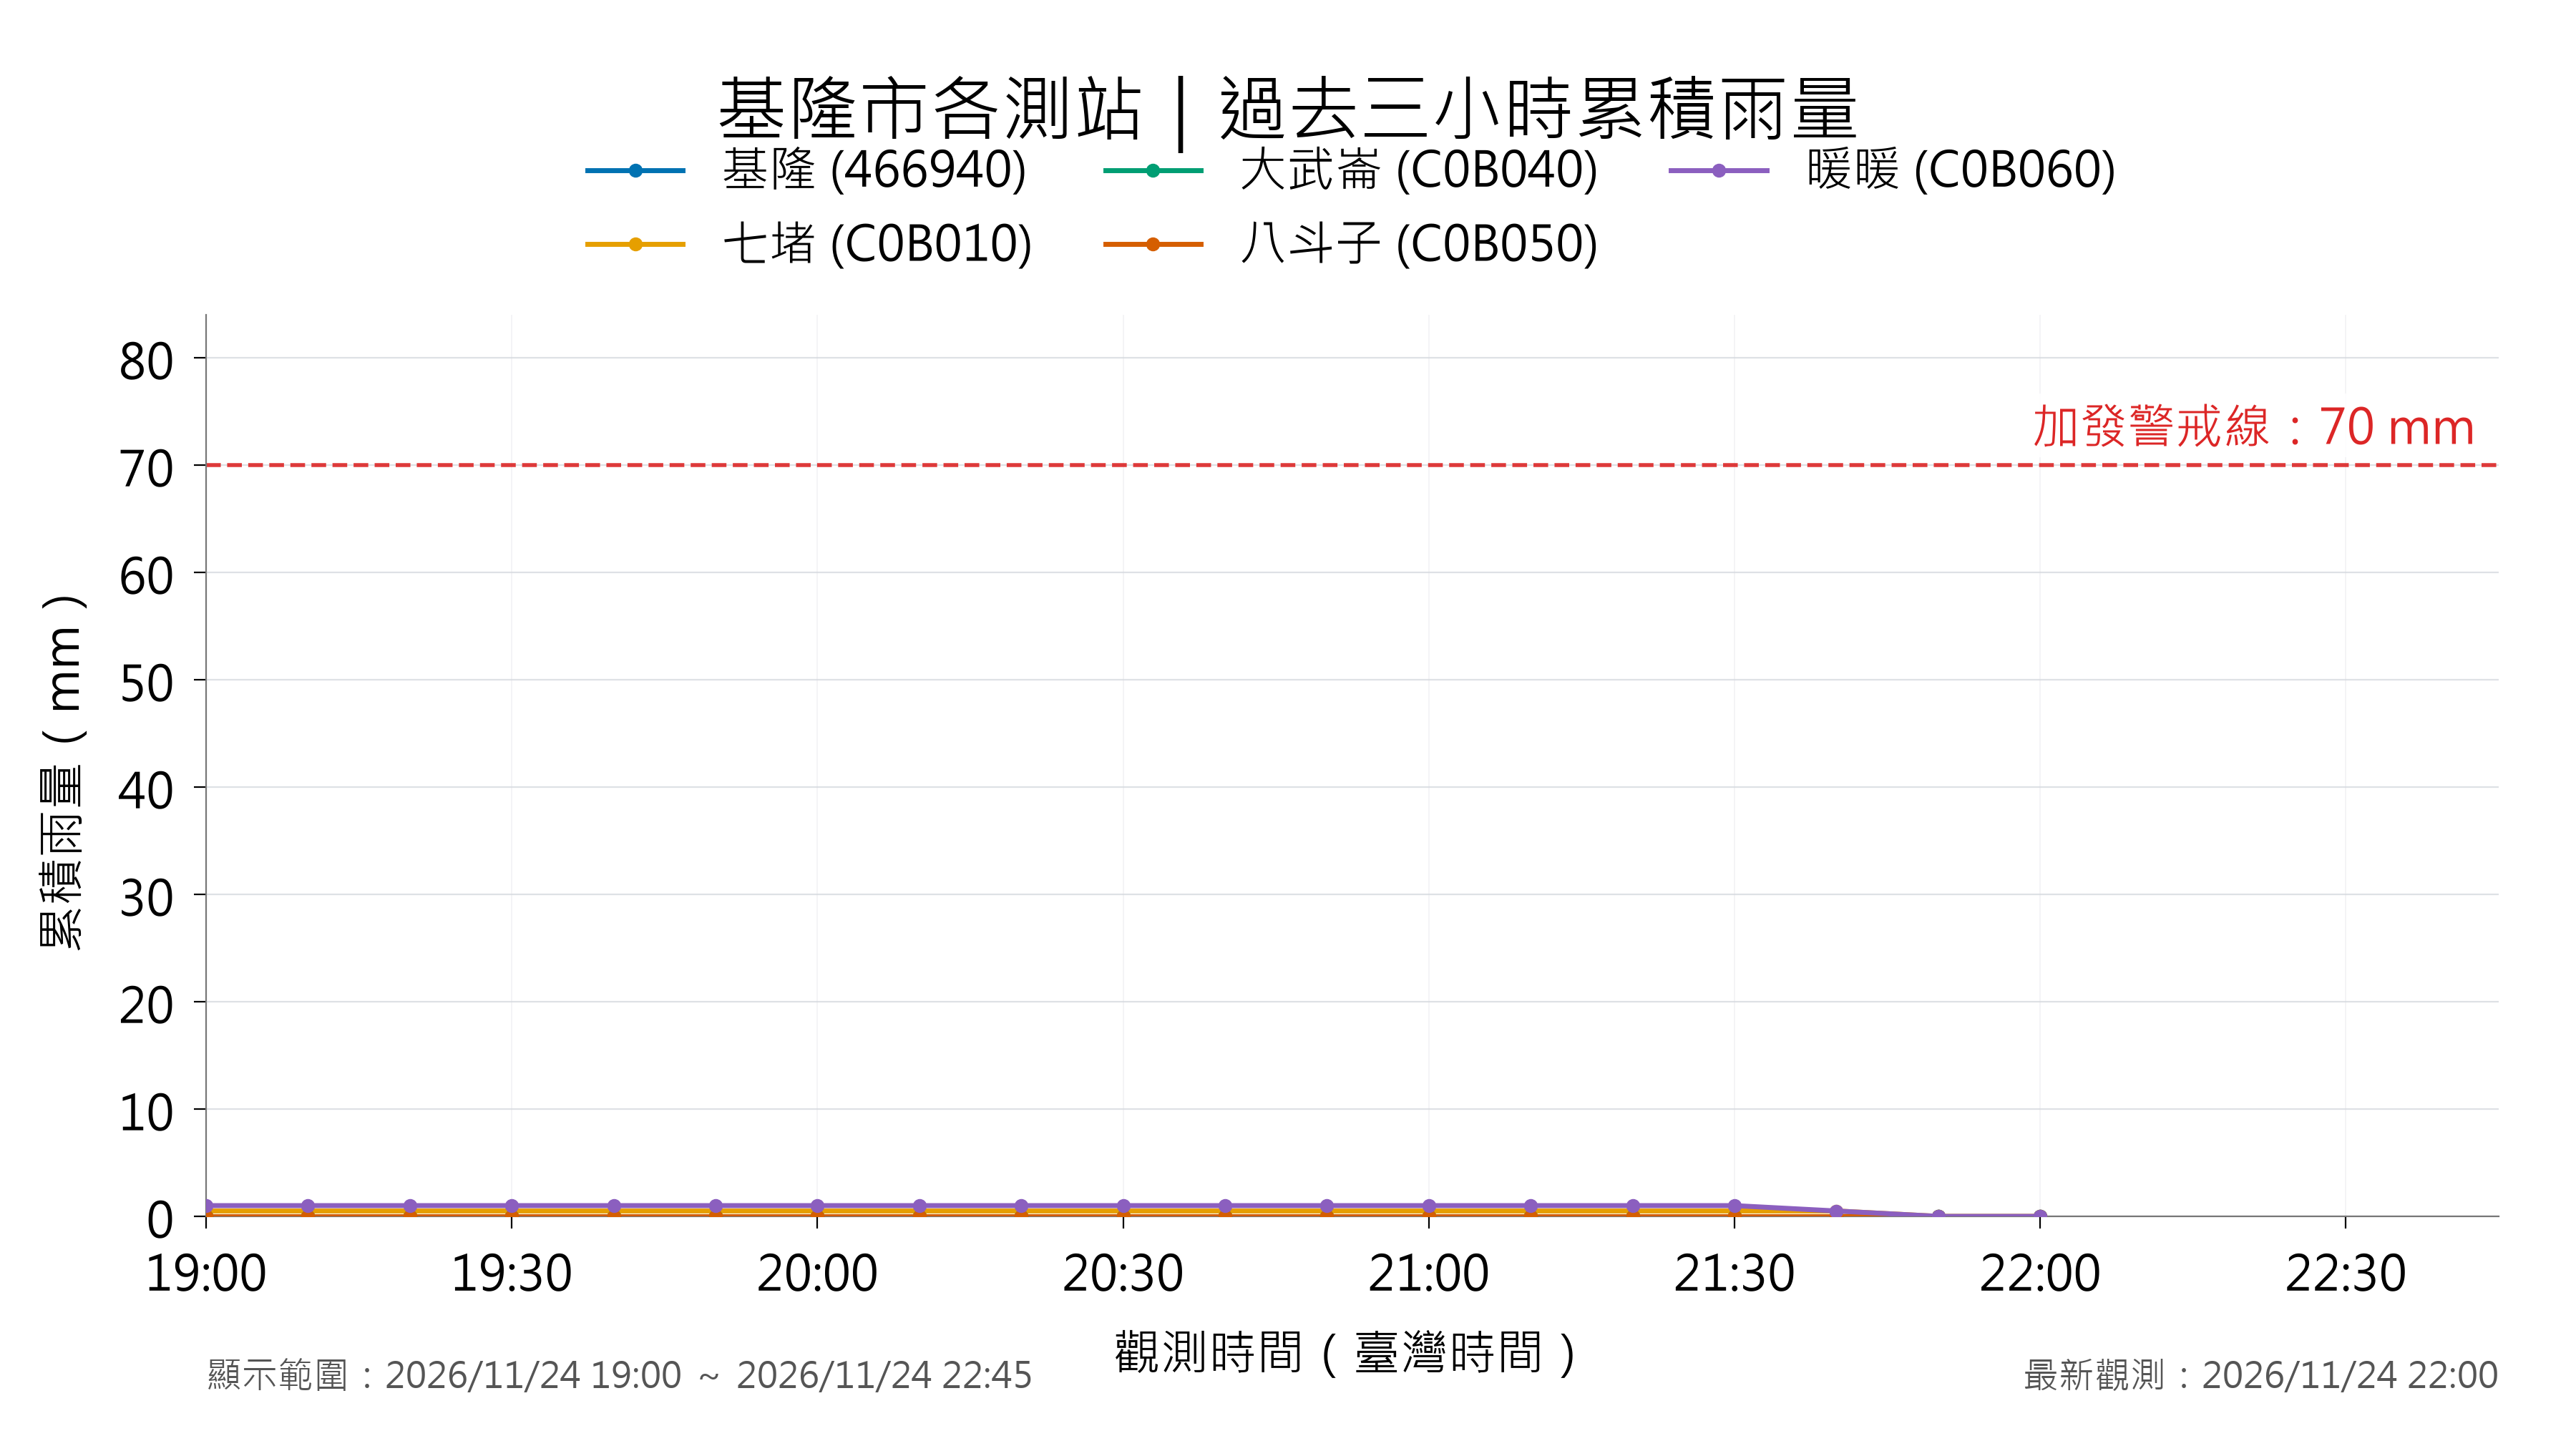 基隆市各測站｜過去三小時累積雨量
基隆 (466940)
七堵 (C0B010)
大武崙 (C0B040)
八斗子 (C0B050)
暖暖 (C0B060)
累積雨量（mm）
80
70
60
50
40
30
20
10
0
加發警戒線：70 mm
19:00
19:30
20:00
20:30
21:00
21:30
22:00
22:30
觀測時間（臺灣時間）
顯示範圍：2026/11/24 19:00 ~ 2026/11/24 22:45
最新觀測：2026/11/24 22:00